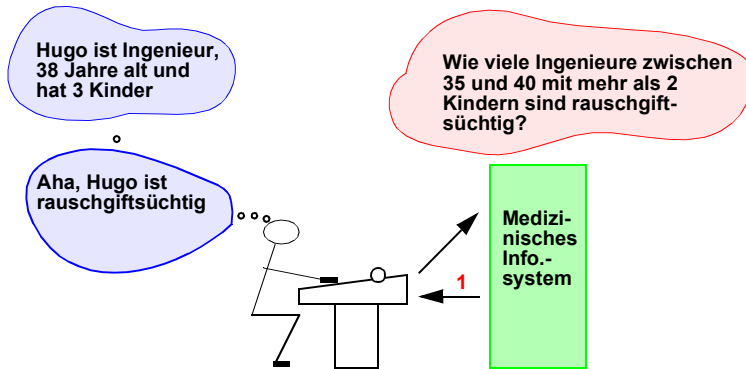 Hugo ist Ingenieur,
38 Jahre alt und
hat 3 Kinder
Aha, Hugo ist
rauschgiftsüchtig
Wie viele Ingenieure zwischen
35 und 40 mit mehr als 2
Kindern sind rauschgift-
süchtig?
Medizi-
nisches
Info.-
system
1